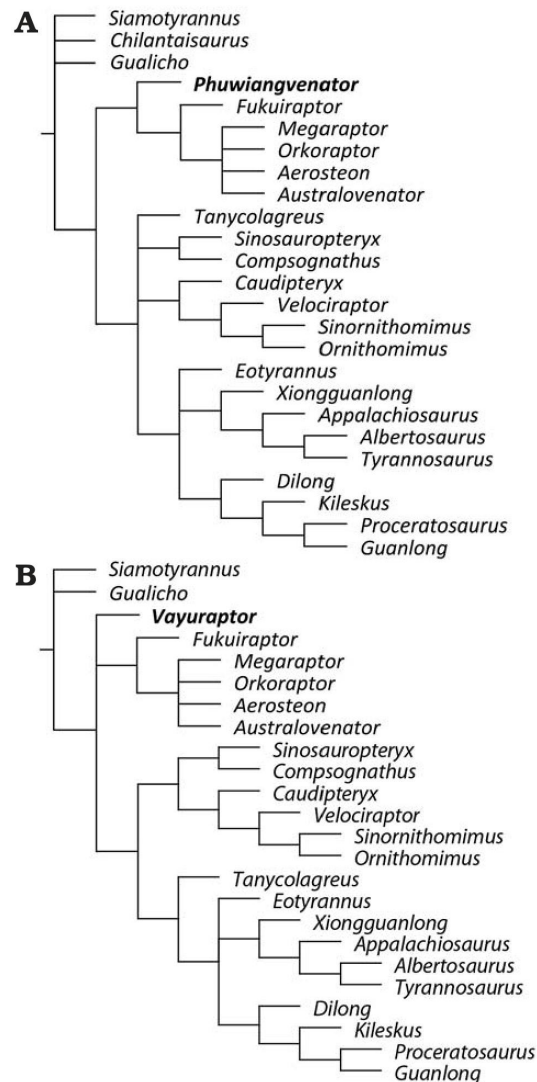 A
Siamotyrannus
Chilantaisaurus
Gualicho
Phuwiangvenator
Fukuiraptor
Megaraptor
Orkoraptor
Aerosteon
Australovenator
Tanycolagreus
Sinosauropteryx
Compsognathus
Caudipteryx
Velociraptor
Sinornithomimus
Ornithomimus
Eotyrannus
Xiongguanlong
Appalachiosaurus
Albertosaurus
Tyrannosaurus
Dilong
Kileskus
Proceratosaurus
Guanlong
B
Siamotyrannus
Gualicho
Vayuraptor
Fukuiraptor
Megaraptor
Orkoraptor
Aerosteon
Australovenator
Sinosauropteryx
Compsognathus
Caudipteryx
Velociraptor
Sinornithomimus
Ornithomimus
Tanycolagreus
Eotyrannus
Xiongguanlong
Appalachiosaurus
Albertosaurus
Tyrannosaurus
Dilong
Kileskus
Proceratosaurus
Guanlong